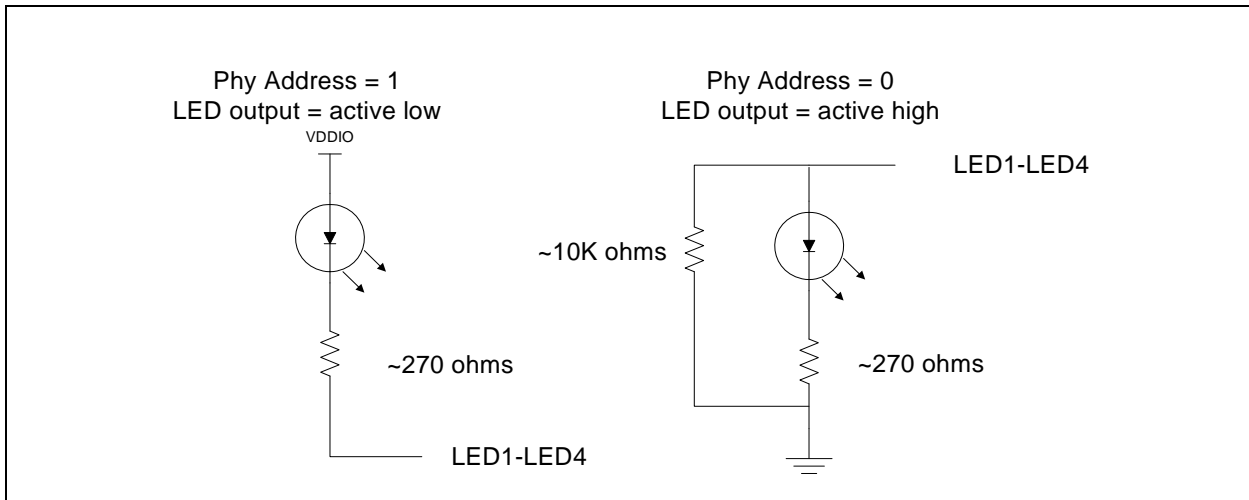 Phy Address = 1
LED output = active low
VDDIO
~270 ohms
LED1-LED4
Phy Address = 0
LED output = active high
LED1-LED4
~10K ohms
~270 ohms